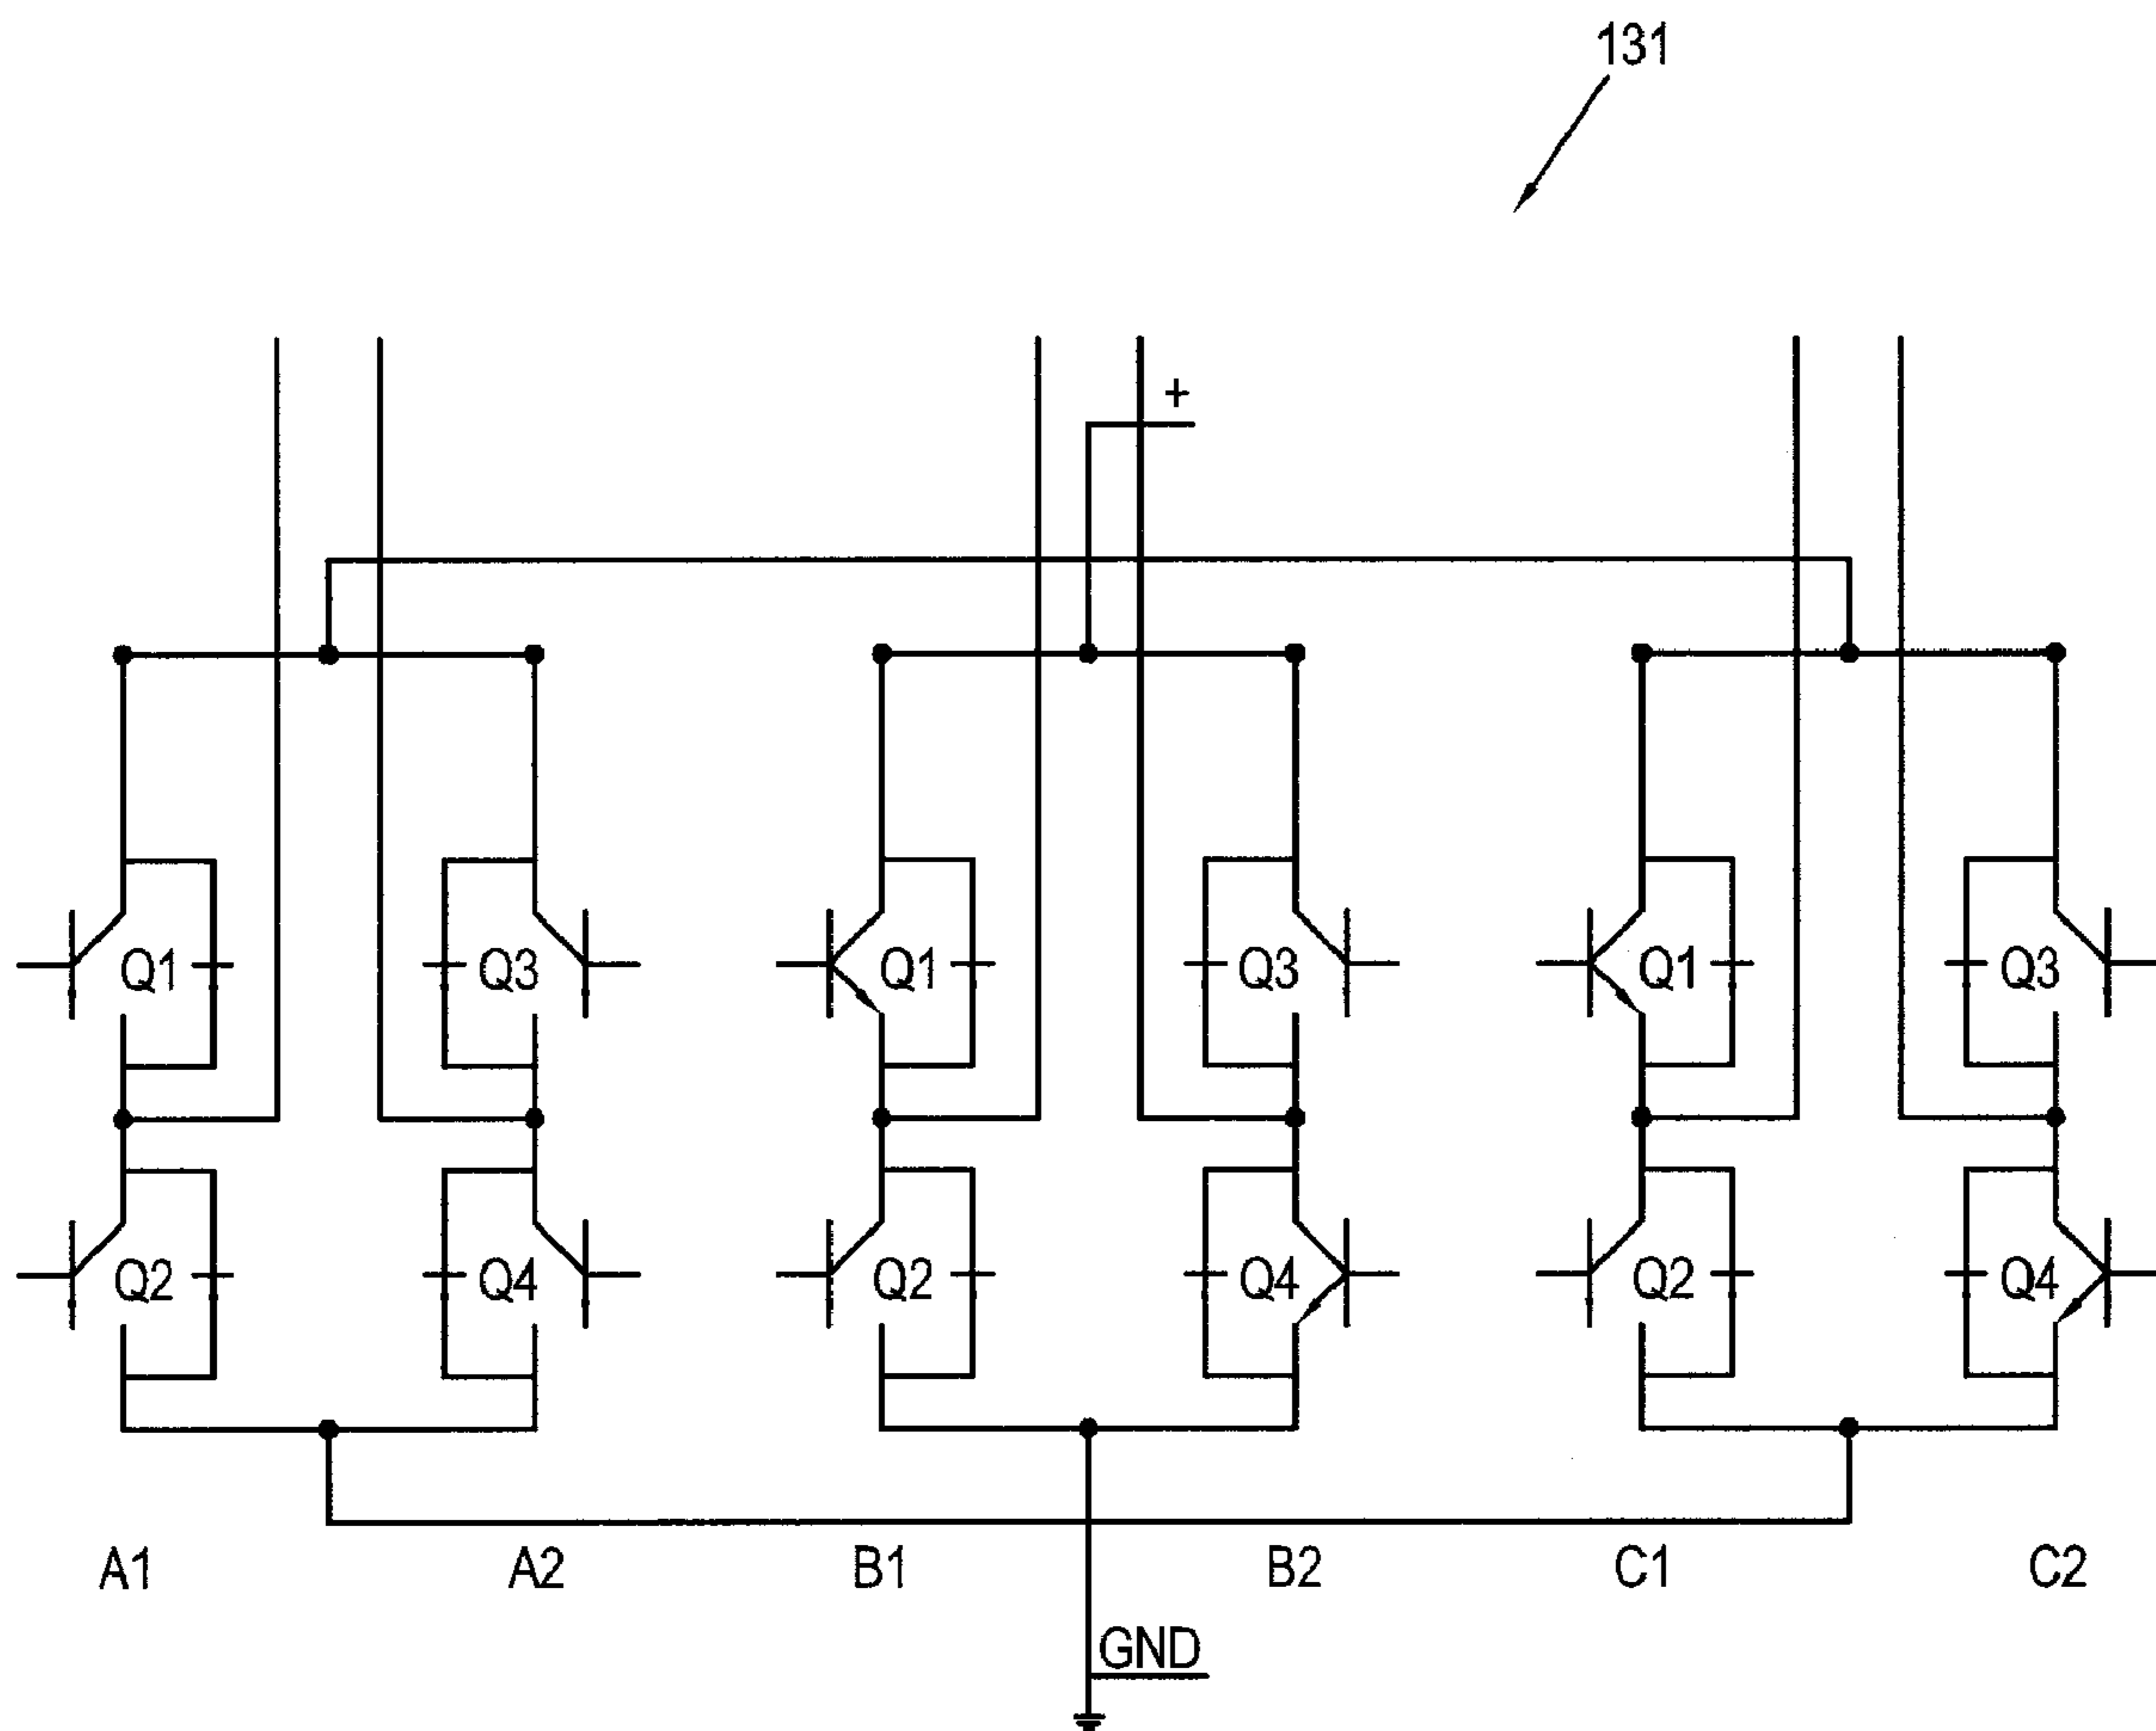 131
+
Q1 Q3 Q1 Q3 Q1 Q3
Q2 Q4 Q2 Q4 Q2 Q4
A1 A2 B1 B2 C1 C2
GND